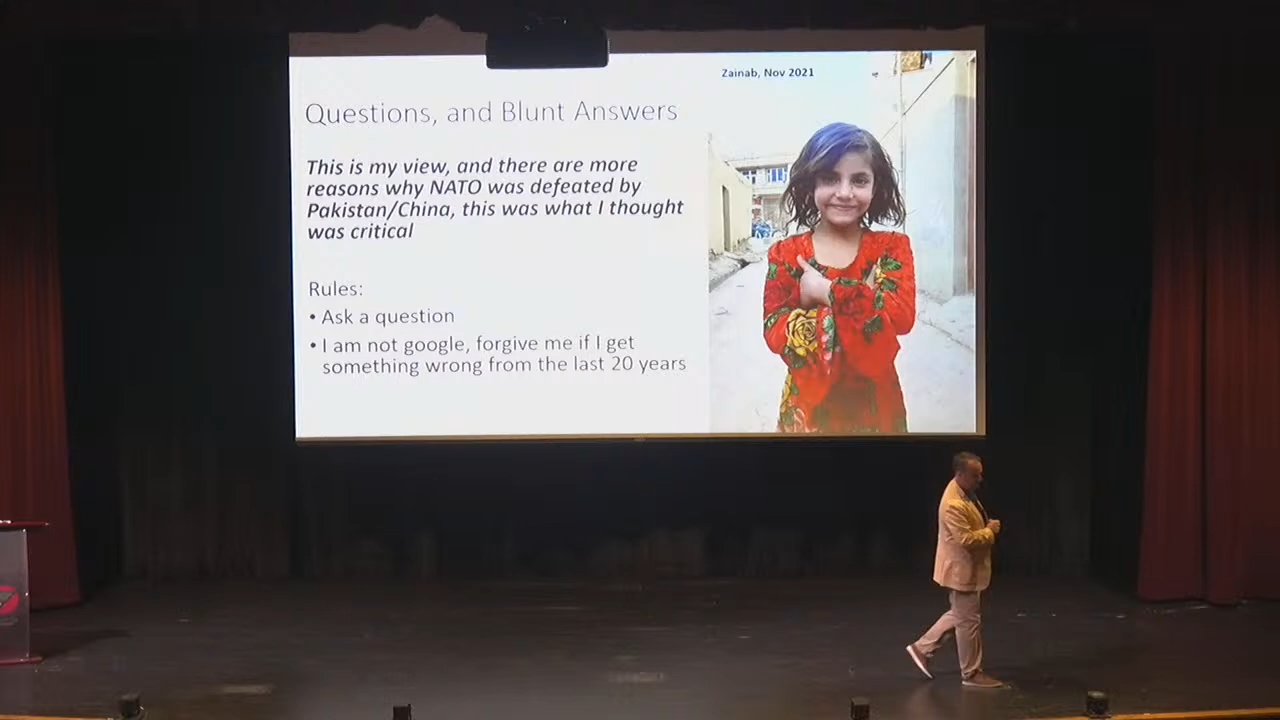 Zainab, Nov 2021
Questions, and Blunt Answers
This is my view, and there are more
reasons why NATO was defeated by
Pakistan/China, this was what I thought
was critical
Rules:
• Ask a question
• I am not google, forgive me if I get
something wrong from the last 20 years